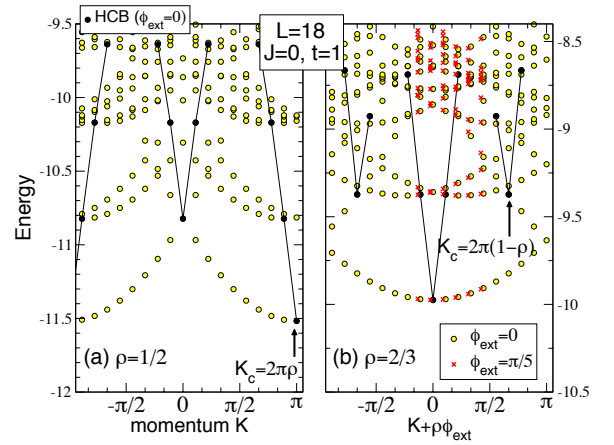 HCB (ϕext=0)
L=18
J=0, t=1
-9.5
-10
-10.5
-11
-11.5
-12
Energy
(a) ρ=1/2
Kc=2πρ
-π/2 0 π/2 π
momentum K
-8.5
-9
-9.5
-10
-10.5
Kc=2π(1-ρ)
(b) ρ=2/3
ϕext=0
ϕext=π/5
-π/2 0 π/2 π
K+ρϕext